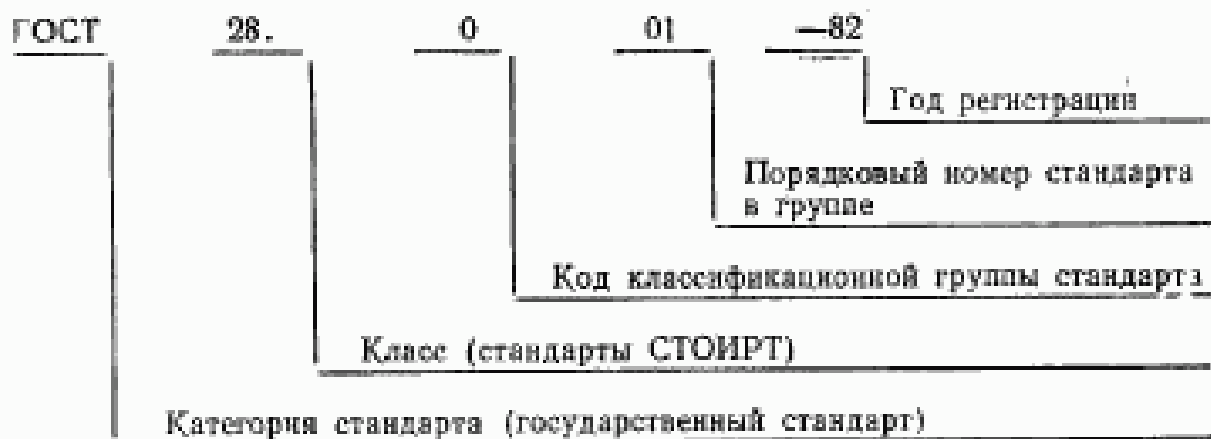 ГОСТ 28. 0 01 —82
Год регистрации
Порядковый номер стандарта
в группе
Код классификационной группы стандарта
Класс (стандарты СТОИРТ)
Категория стандарта (государственный стандарт)